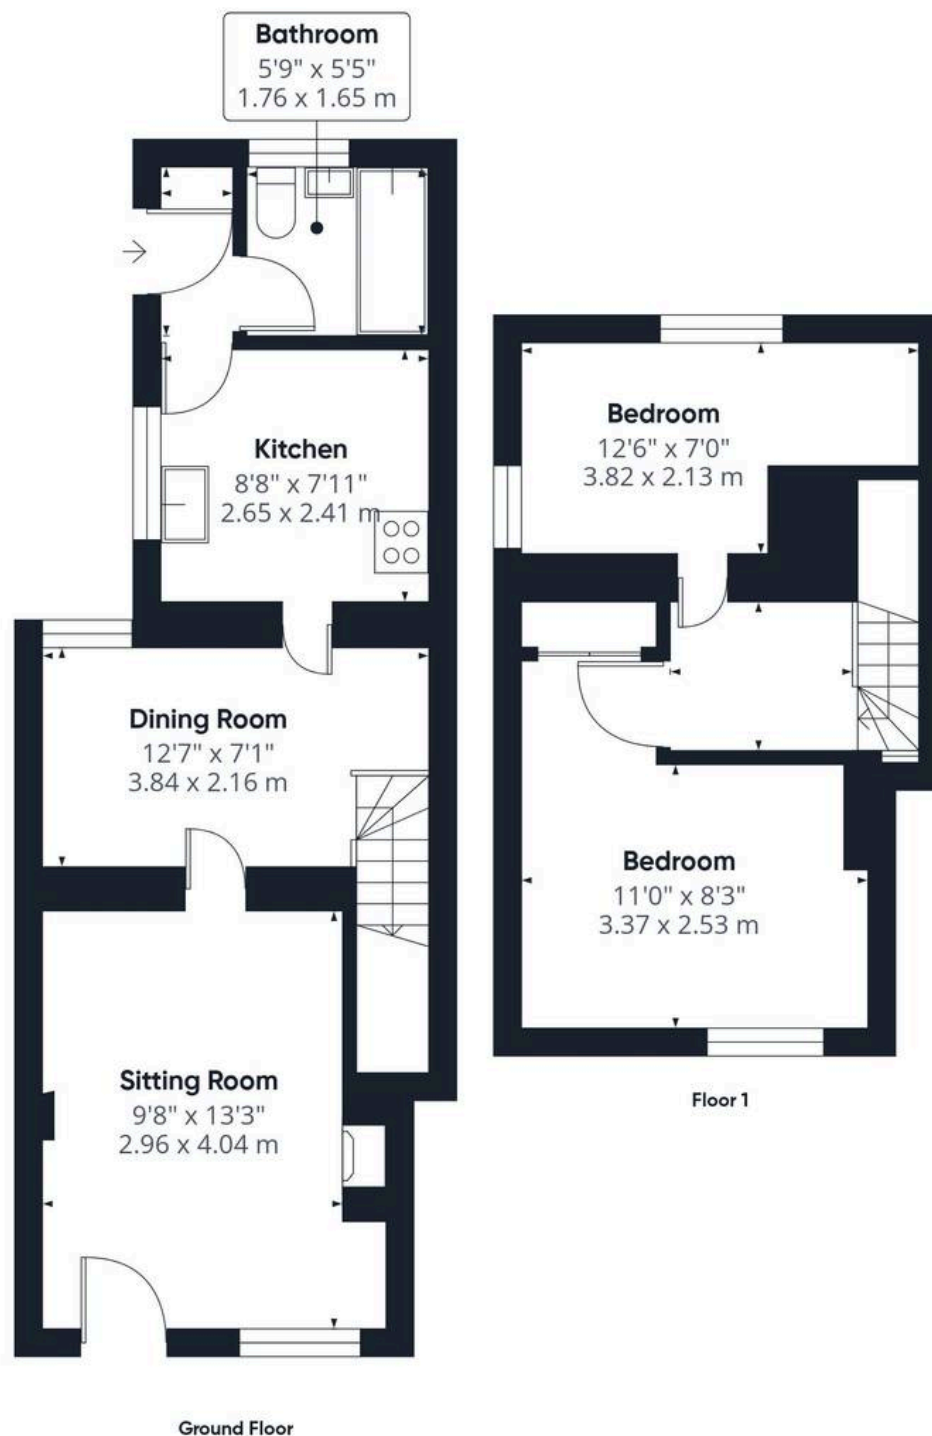 Bathroom
5'9" x 5'5"
1.76 x 1.65 m
Kitchen
8'8" x 7'11"
2.65 x 2.41 m
Dining Room
12'7" x 7'1"
3.84 x 2.16 m
Sitting Room
9'8" x 13'3"
2.96 x 4.04 m
Ground Floor
Bedroom
12'6" x 7'0"
3.82 x 2.13 m
Bedroom
11'0" x 8'3"
3.37 x 2.53 m
Floor 1